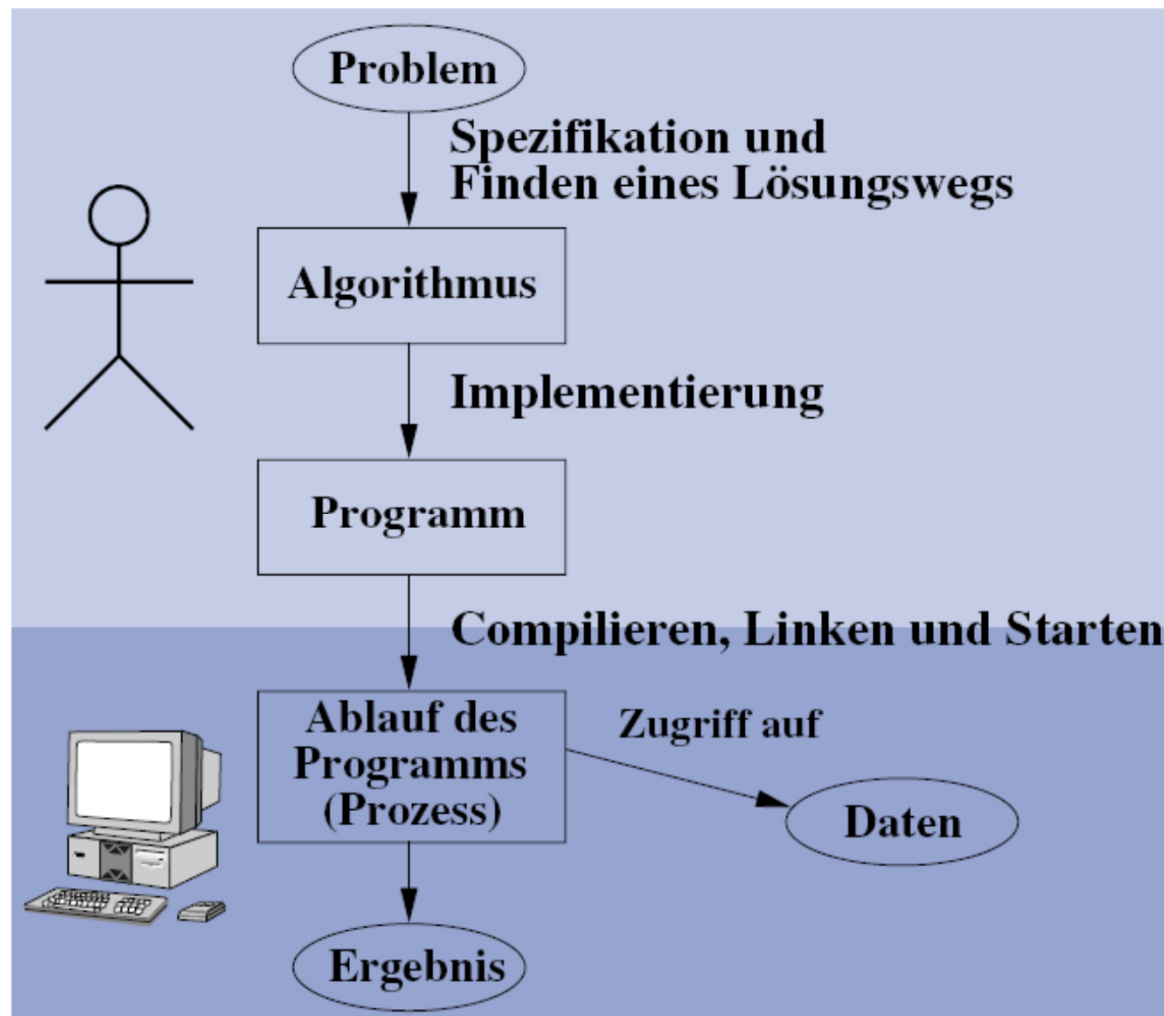 Problem
Spezifikation und
Finden eines Lösungswegs
Algorithmus
Implementierung
Programm
Compilieren, Linken und Starten
Ablauf des
Programms
(Prozess)
Zugriff auf
Daten
Ergebnis